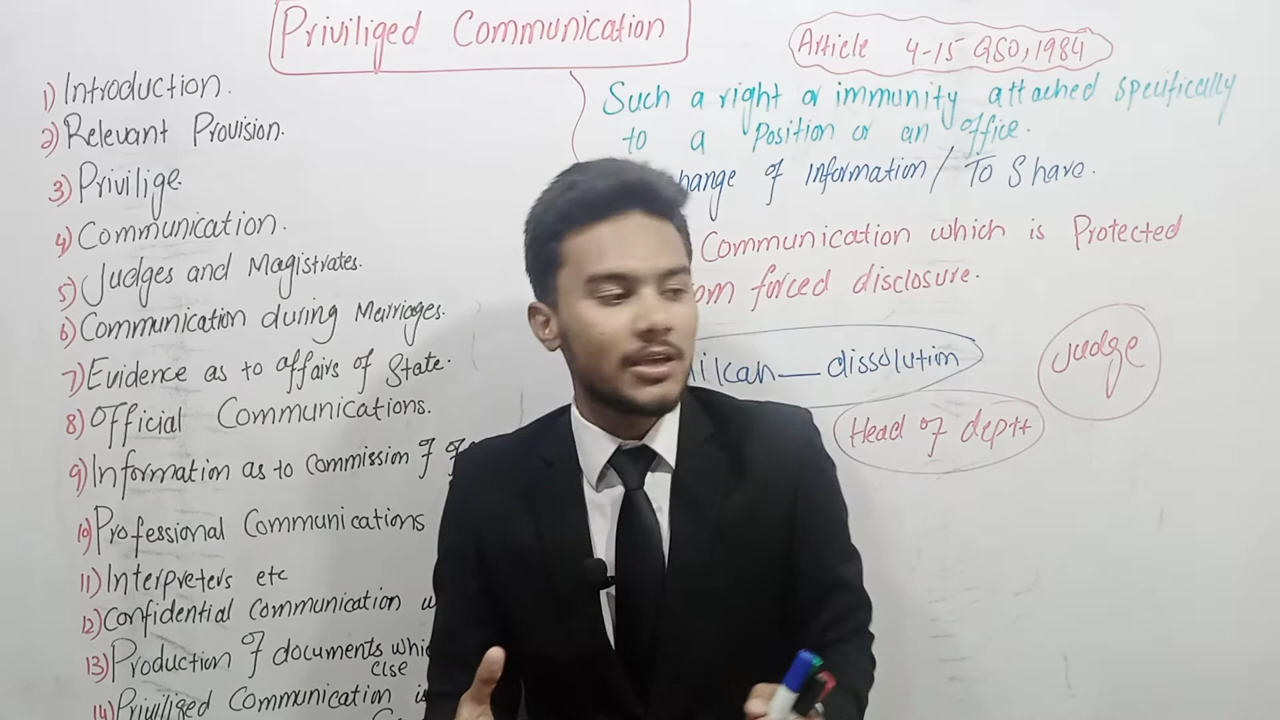 Priviliged Communication
Article 4-15 QSO, 1984
1) Introduction.
2) Relevant Provision.
3) Privilige
4) Communication.
5) Judges and Magistrates.
6) Communication during Marriages.
7) Evidence as to affairs of State.
8) Official Communications.
9) Information as to Commission of
10) Professional Communications
11) Interpreters etc
12) Confidential Communication
13) Production of documents
else
14) Priviliged Communication
Such a right or immunity attached specifically
to a Position or an office.
of Information / To Share.
Communication which is Protected
forced disclosure.
dissolution
Judge
Head of deptt